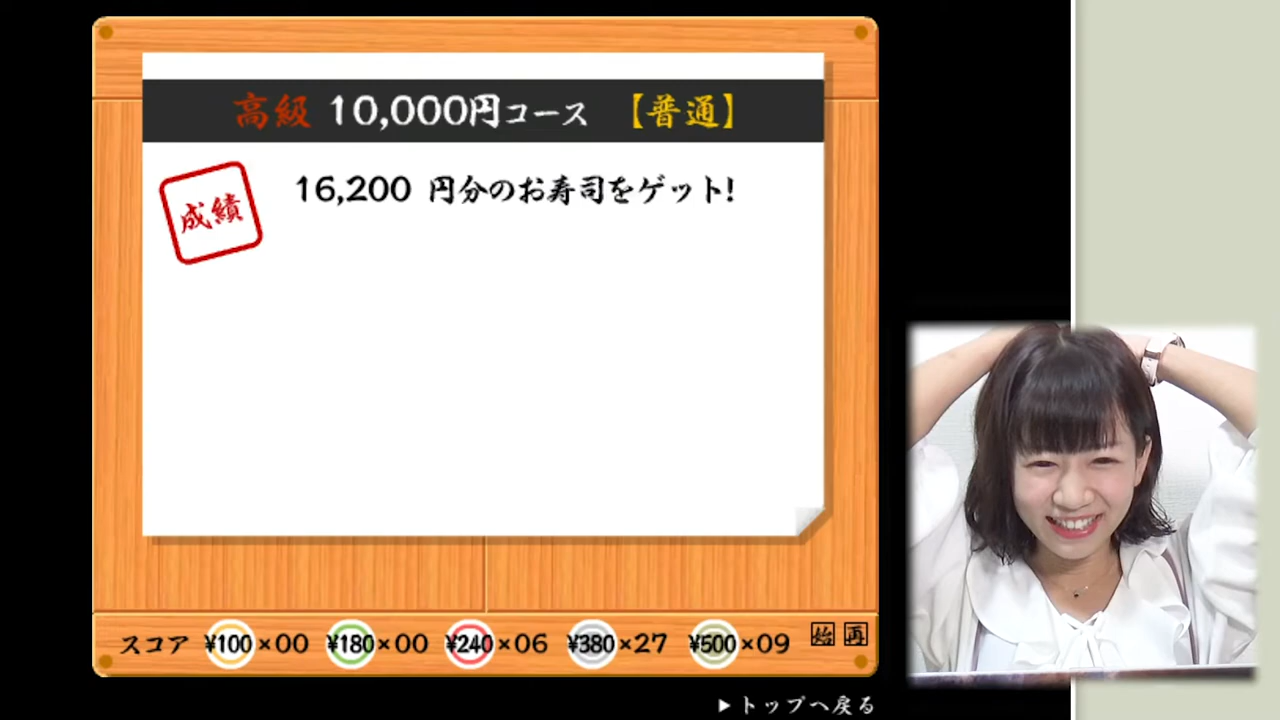 高級 10,000円コース 【普通】
成績
16,200 円分のお寿司をゲット!
スコア ¥100×00 ¥180×00 ¥240×06 ¥380×27 ¥500×09 始 再
▶トップへ戻る